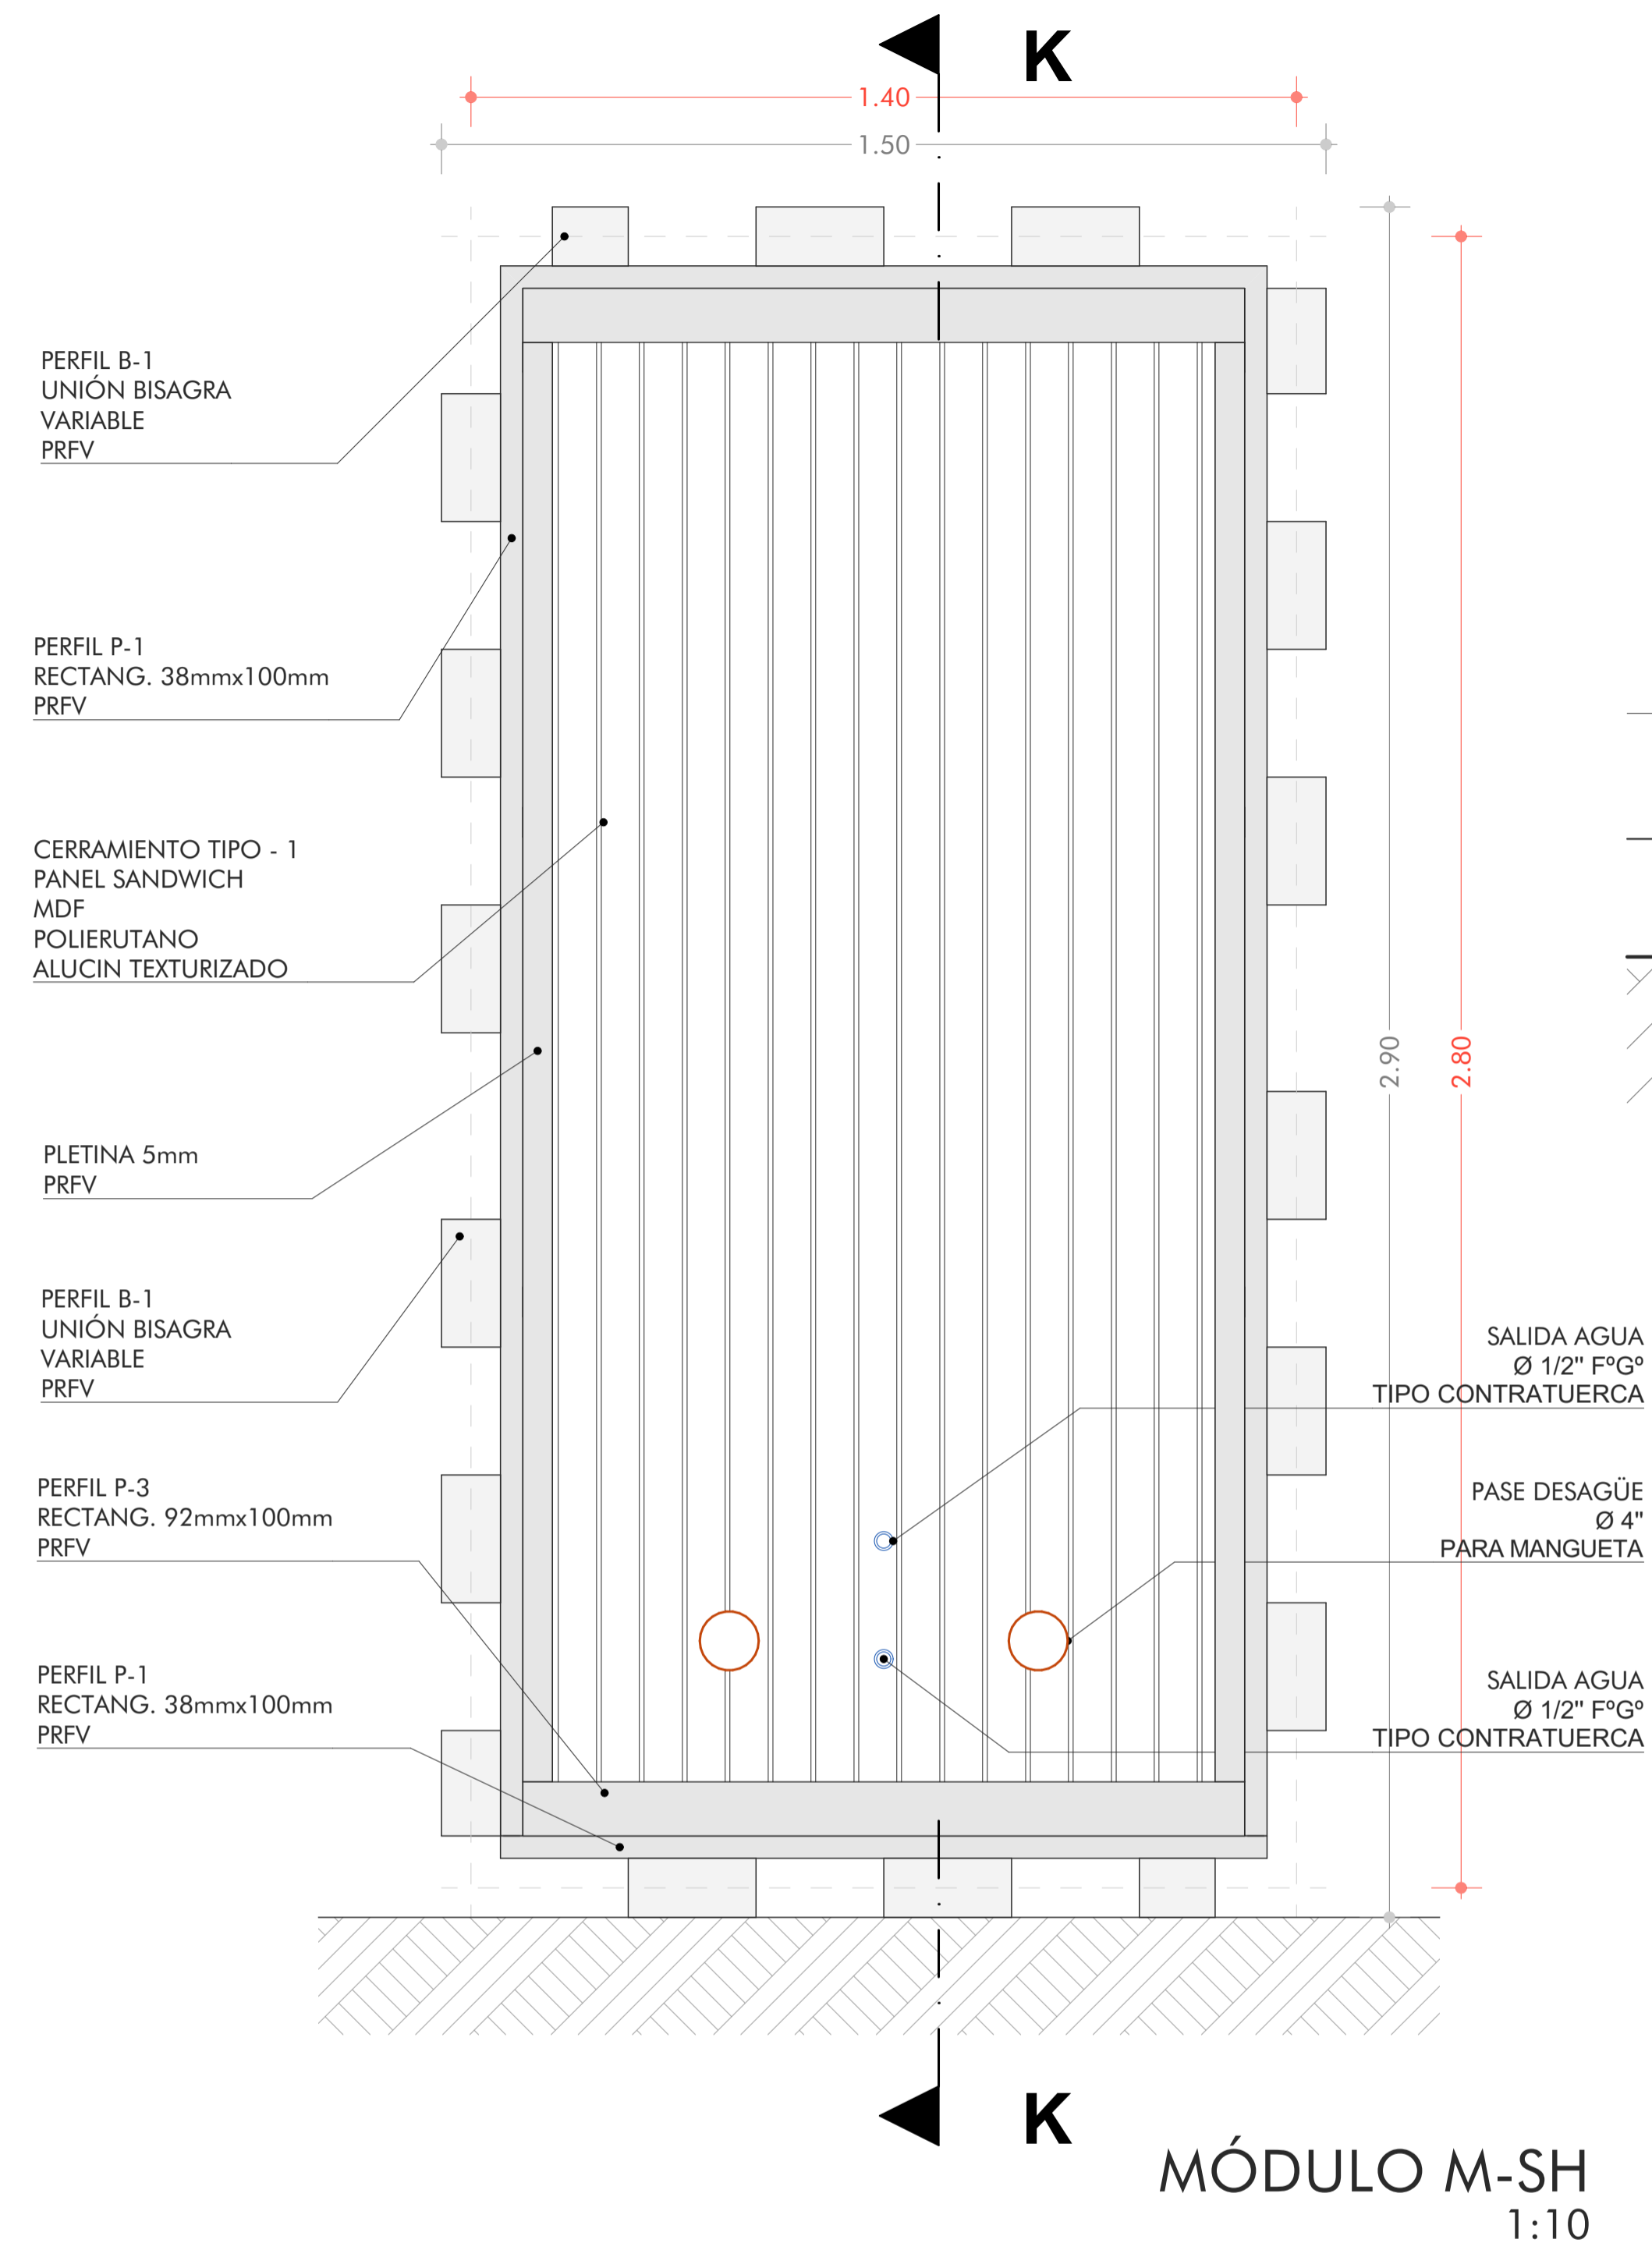 K
1.40
1.50
PERFIL B-1
UNIÓN BISAGRA
VARIABLE
PRFV
PERFIL P-1
RECTANG. 38mmx100mm
PRFV
CERRAMIENTO TIPO - 1
PANEL SANDWICH
MDF
POLIERUTANO
ALUCIN TEXTURIZADO
PLETINA 5mm
PRFV
PERFIL B-1
UNIÓN BISAGRA
VARIABLE
PRFV
PERFIL P-3
RECTANG. 92mmx100mm
PRFV
PERFIL P-1
RECTANG. 38mmx100mm
PRFV
2.90
2.80
SALIDA AGUA
Ø 1/2" FºGº
TIPO CONTRATUERCA
PASE DESAGÜE
Ø 4"
PARA MANGUETA
SALIDA AGUA
Ø 1/2" FºGº
TIPO CONTRATUERCA
K
MÓDULO M-SH
1:10